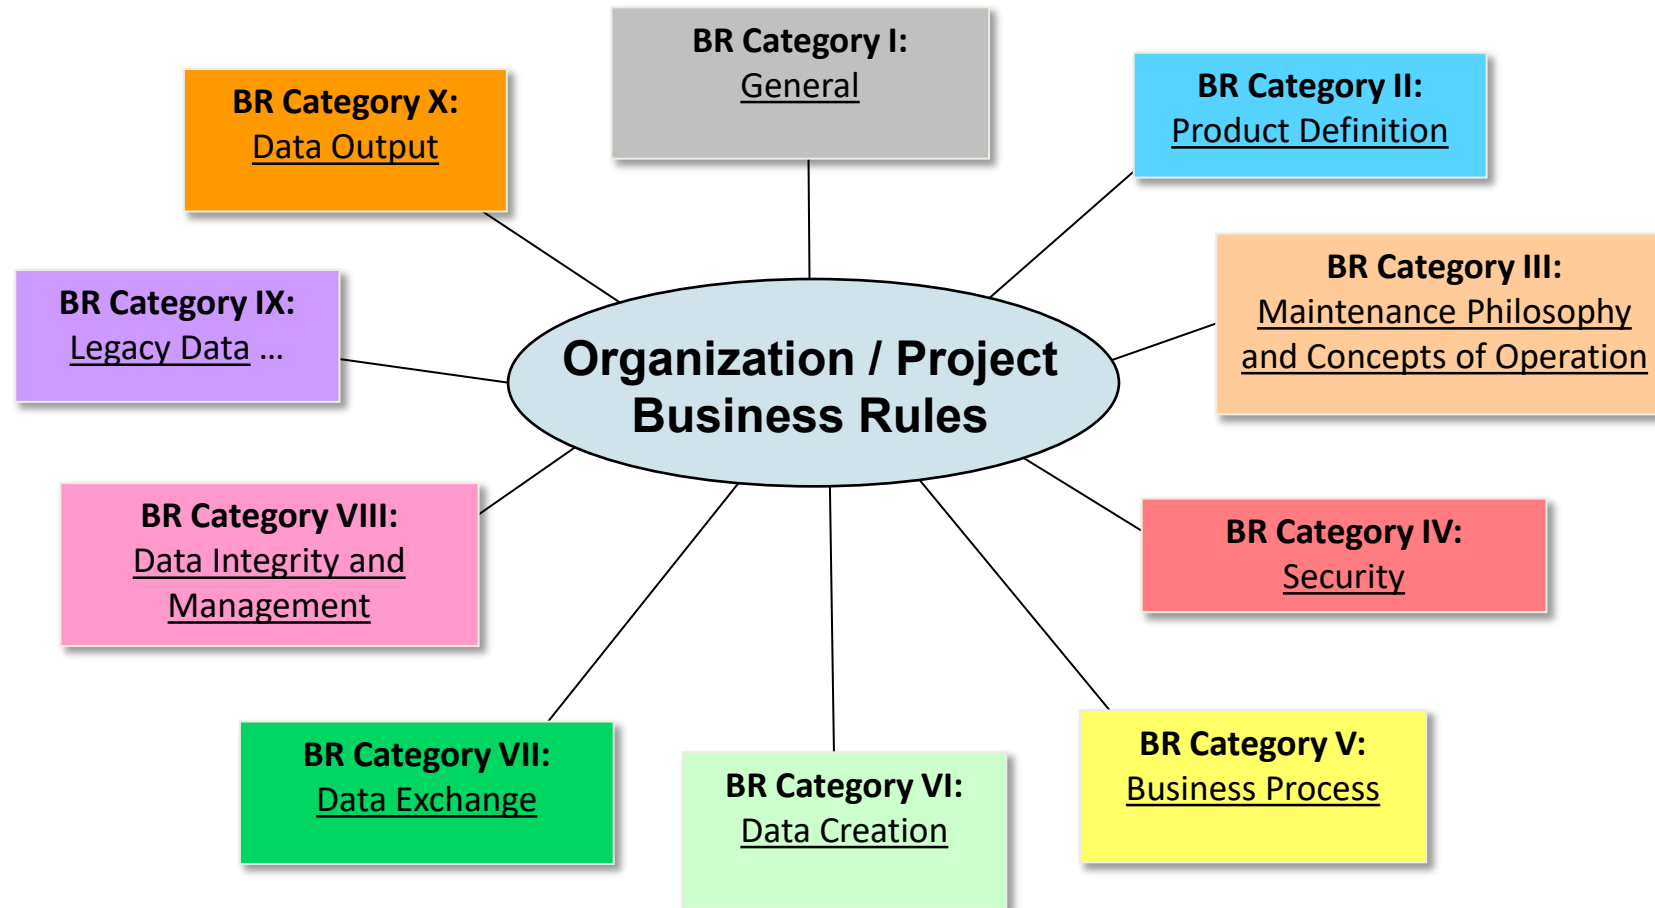 BR Category I:
General
BR Category II:
Product Definition
BR Category III:
Maintenance Philosophy
and Concepts of Operation
BR Category IV:
Security
BR Category V:
Business Process
BR Category VI:
Data Creation
BR Category VII:
Data Exchange
BR Category VIII:
Data Integrity and
Management
BR Category IX:
Legacy Data ...
BR Category X:
Data Output
Organization / Project
Business Rules